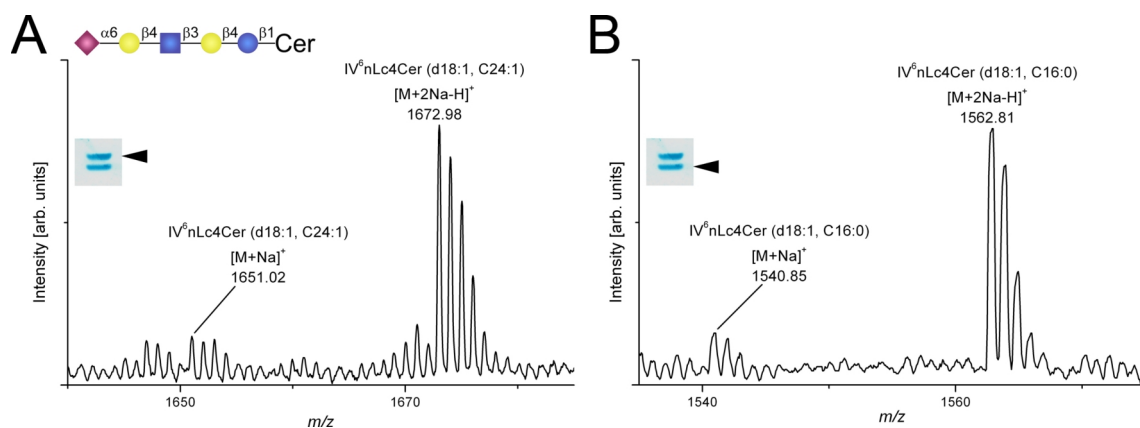 A
α6 β4 β3 β4 β1 Cer
IV⁶nLc4Cer (d18:1, C24:1)
[M+2Na-H]⁺
1672.98
IV⁶nLc4Cer (d18:1, C24:1)
[M+Na]⁺
1651.02
Intensity [arb. units]
1650 1670
m/z
B
IV⁶nLc4Cer (d18:1, C16:0)
[M+2Na-H]⁺
1562.81
IV⁶nLc4Cer (d18:1, C16:0)
[M+Na]⁺
1540.85
Intensity [arb. units]
1540 1560
m/z